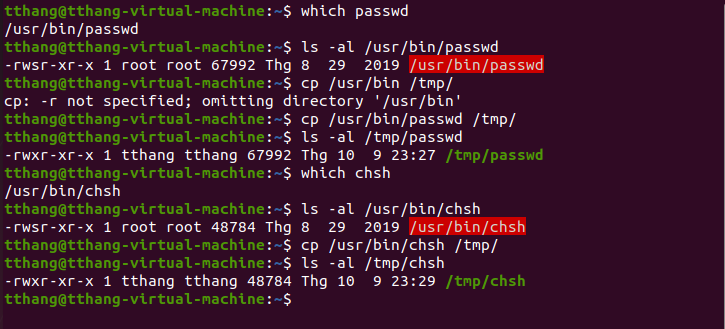 tthang@tthang-virtual-machine:~$ which passwd
/usr/bin/passwd
tthang@tthang-virtual-machine:~$ ls -al /usr/bin/passwd
-rwsr-xr-x 1 root root 67992 Thg 8  29  2019 /usr/bin/passwd
tthang@tthang-virtual-machine:~$ cp /usr/bin /tmp/
cp: -r not specified; omitting directory '/usr/bin'
tthang@tthang-virtual-machine:~$ cp /usr/bin/passwd /tmp/
tthang@tthang-virtual-machine:~$ ls -al /tmp/passwd
-rwxr-xr-x 1 tthang tthang 67992 Thg 10  9 23:27 /tmp/passwd
tthang@tthang-virtual-machine:~$ which chsh
/usr/bin/chsh
tthang@tthang-virtual-machine:~$ ls -al /usr/bin/chsh
-rwsr-xr-x 1 root root 48784 Thg 8  29  2019 /usr/bin/chsh
tthang@tthang-virtual-machine:~$ cp /usr/bin/chsh /tmp/
tthang@tthang-virtual-machine:~$ ls -al /tmp/chsh
-rwxr-xr-x 1 tthang tthang 48784 Thg 10  9 23:29 /tmp/chsh
tthang@tthang-virtual-machine:~$